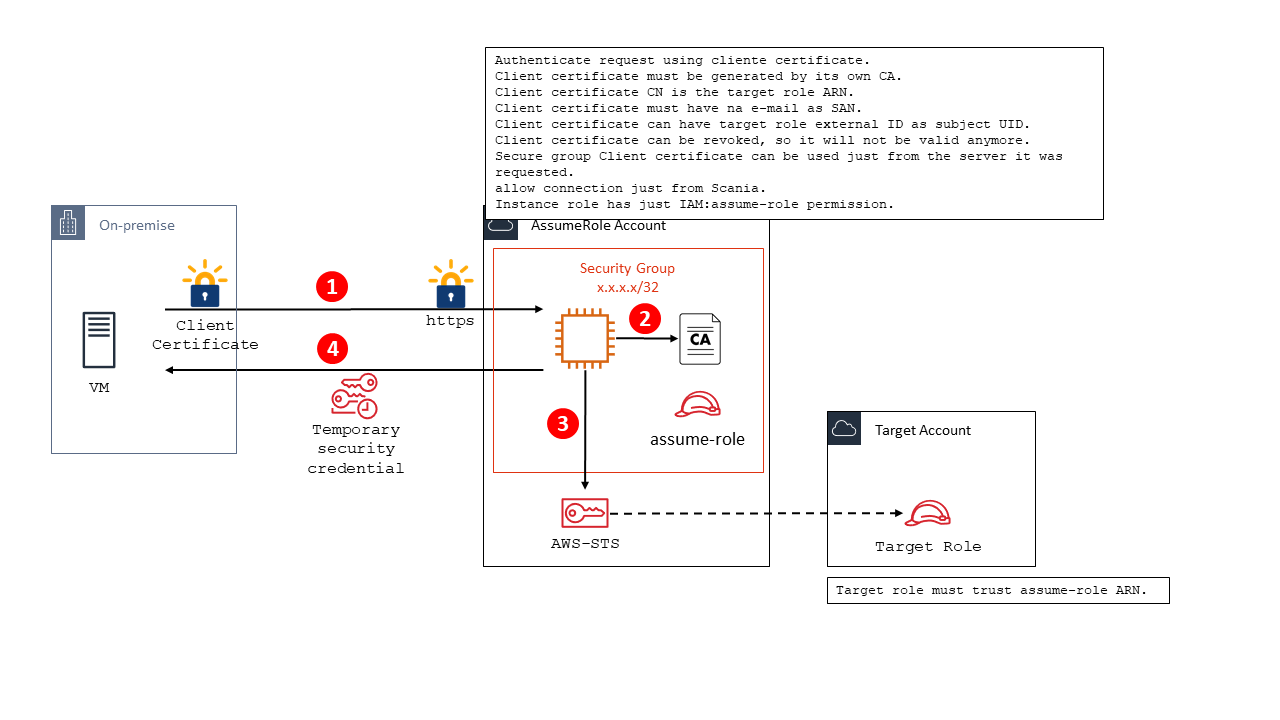 Authenticate request using cliente certificate.
Client certificate must be generated by its own CA.
Client certificate CN is the target role ARN.
Client certificate must have na e-mail as SAN.
Client certificate can have target role external ID as subject UID.
Client certificate can be revoked, so it will not be valid anymore.
Secure group Client certificate can be used just from the server it was
requested.
allow connection just from Scania.
Instance role has just IAM:assume-role permission.
On-premise
AssumeRole Account
Security Group
x.x.x.x/32
1
2
https
Client
Certificate
CA
4
VM
3
Temporary
security
credential
assume-role
Target Account
AWS-STS
Target Role
Target role must trust assume-role ARN.